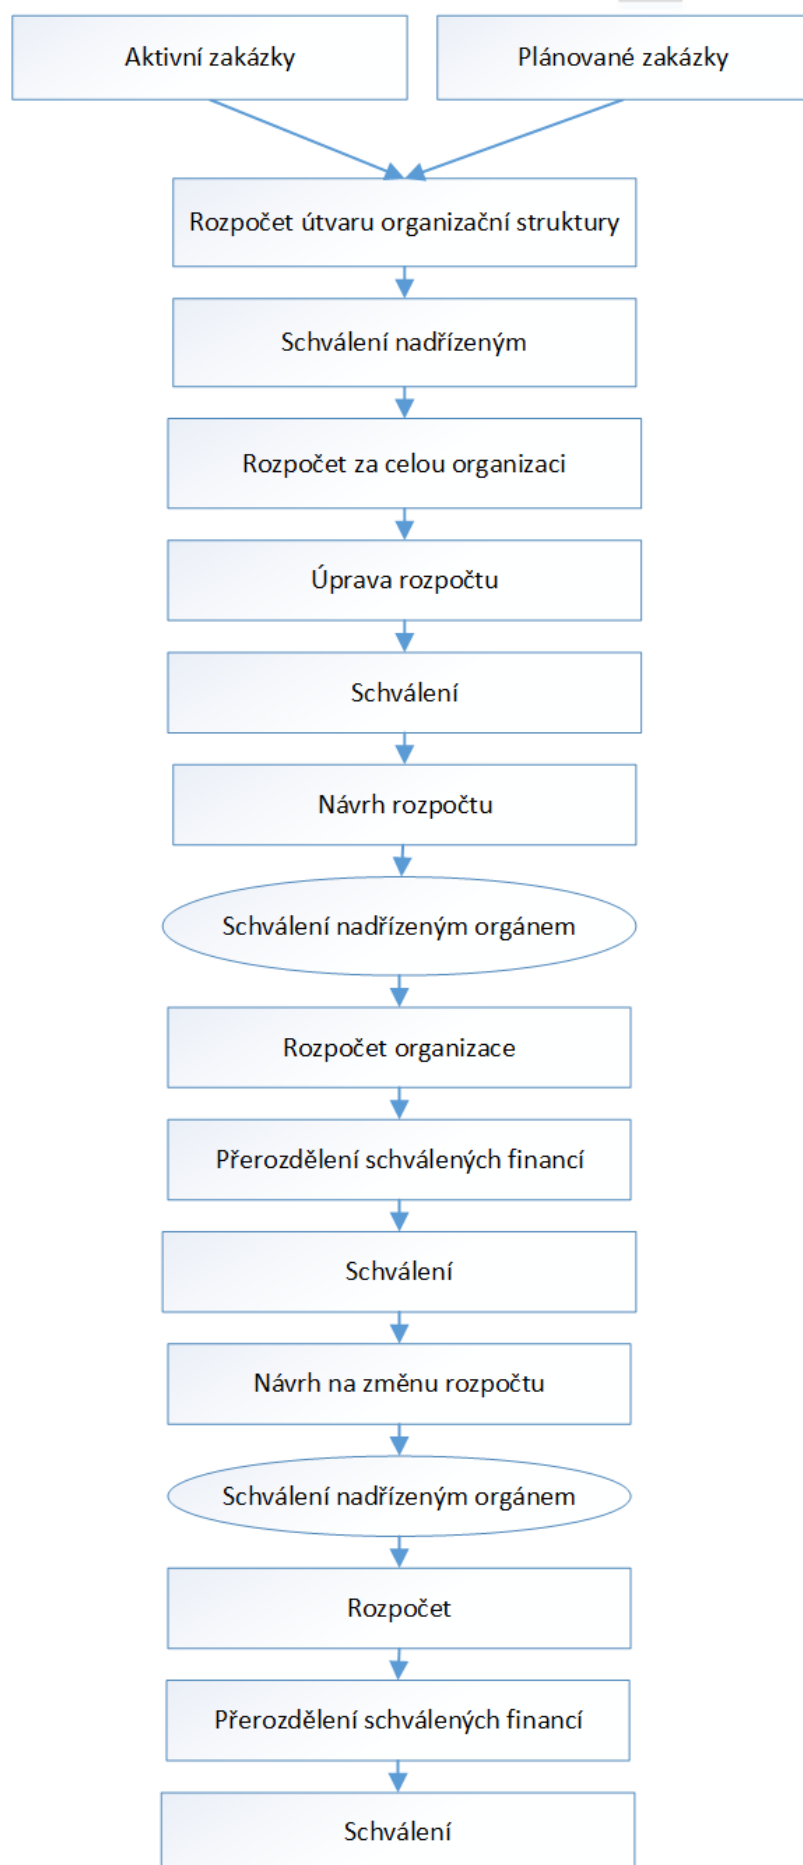 Aktivní zakázky
Plánované zakázky
Rozpočet útvaru organizační struktury
Schválení nadřízeným
Rozpočet za celou organizaci
Úprava rozpočtu
Schválení
Návrh rozpočtu
Schválení nadřízeným orgánem
Rozpočet organizace
Přerozdělení schválených financí
Schválení
Návrh na změnu rozpočtu
Schválení nadřízeným orgánem
Rozpočet
Přerozdělení schválených financí
Schválení